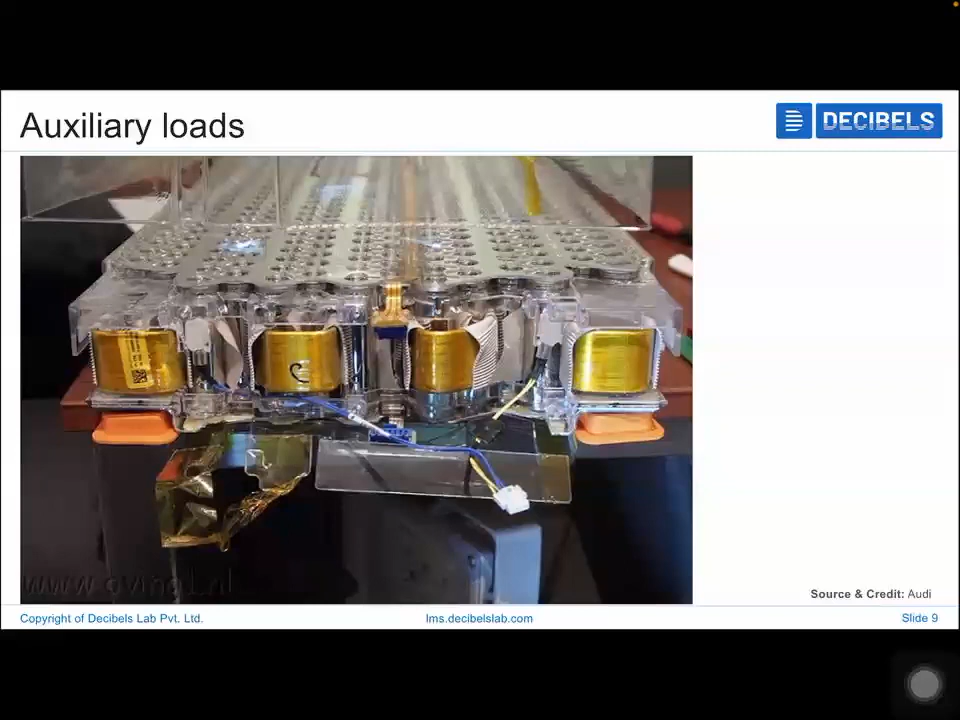 Auxiliary loads
DECIBELS
Source & Credit: Audi
Copyright of Decibels Lab Pvt. Ltd.
lms.decibelslab.com
Slide 9